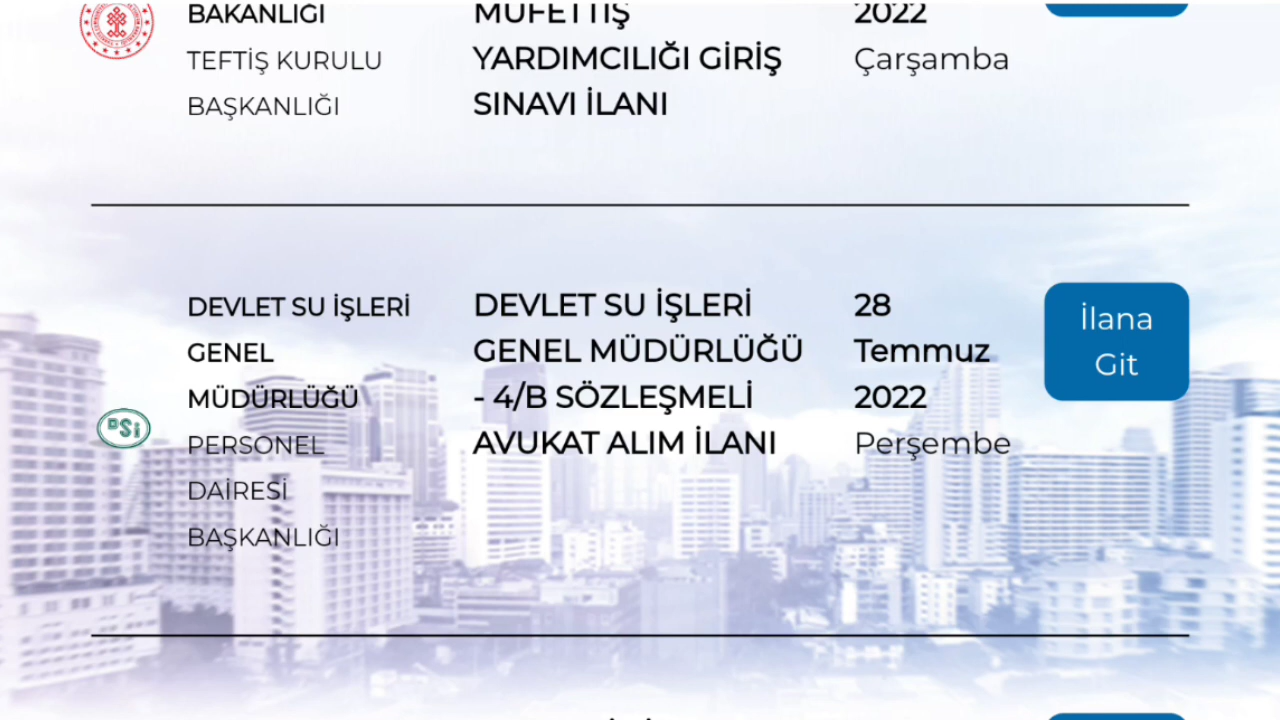 BAKANLIĞI
TEFTİŞ KURULU
BAŞKANLIĞI
MÜFETTİŞ
YARDIMCILIĞI GİRİŞ
SINAVI İLANI
2022
Çarşamba
DSİ
DEVLET SU İŞLERİ
GENEL
MÜDÜRLÜĞÜ
PERSONEL
DAİRESİ
BAŞKANLIĞI
DEVLET SU İŞLERİ
GENEL MÜDÜRLÜĞÜ
- 4/B SÖZLEŞMELİ
AVUKAT ALIM İLANI
28
Temmuz
2022
Perşembe
İlana
Git